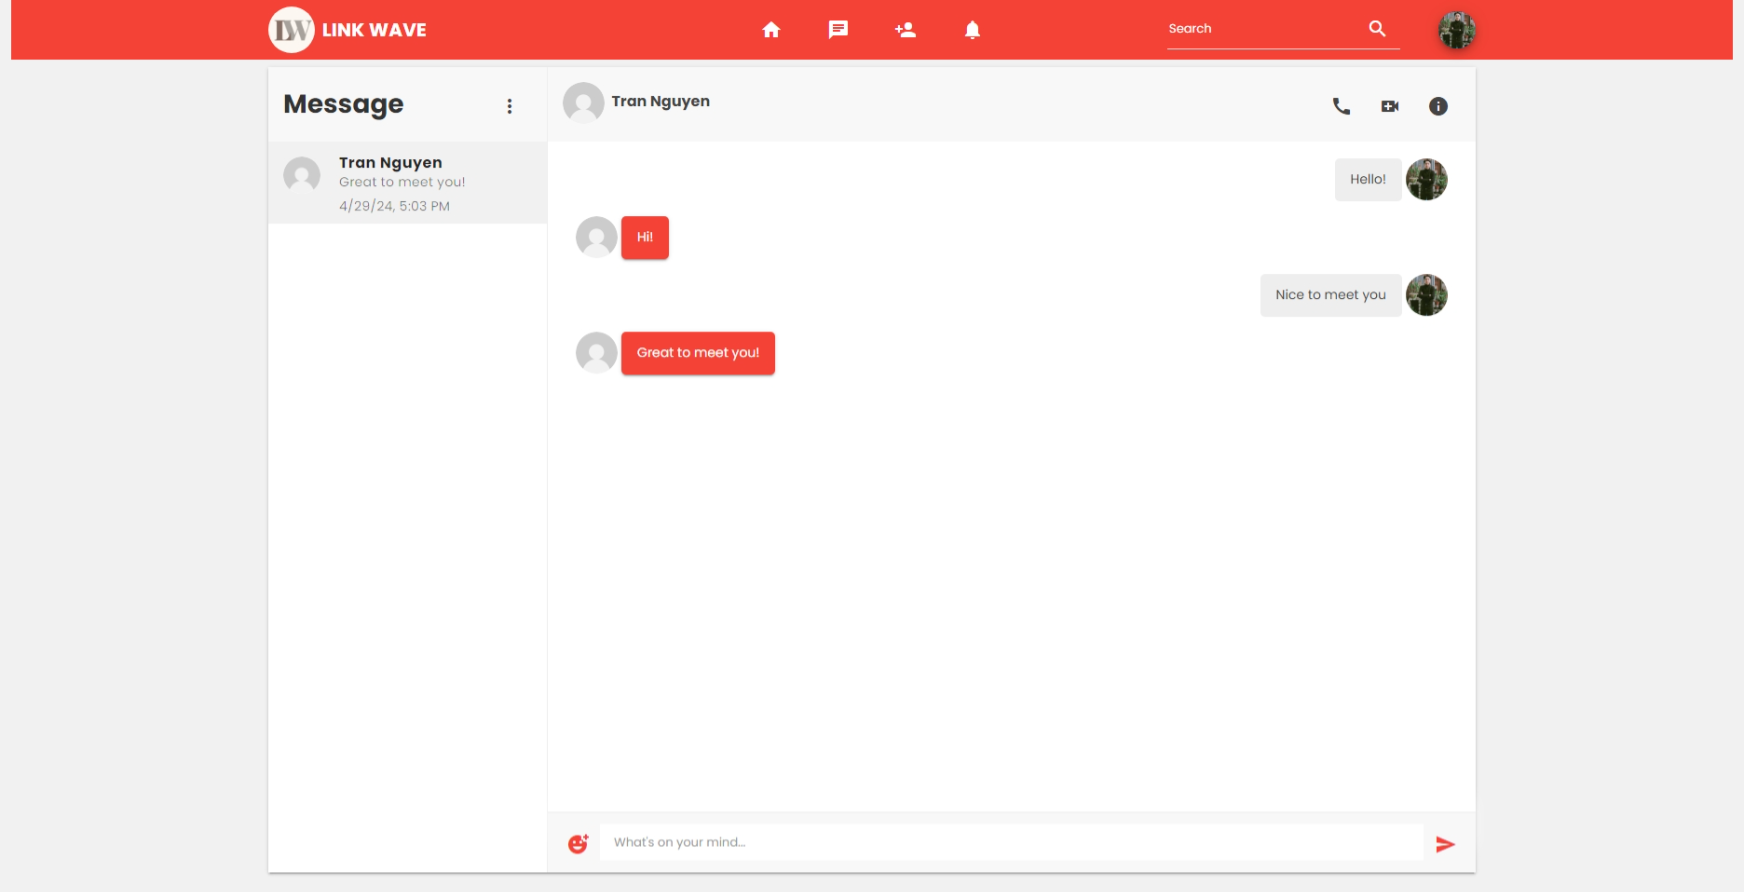 LW LINK WAVE
Search
Message
Tran Nguyen
Great to meet you!
4/29/24, 5:03 PM
Tran Nguyen
Hello!
Hi!
Nice to meet you
Great to meet you!
What's on your mind...